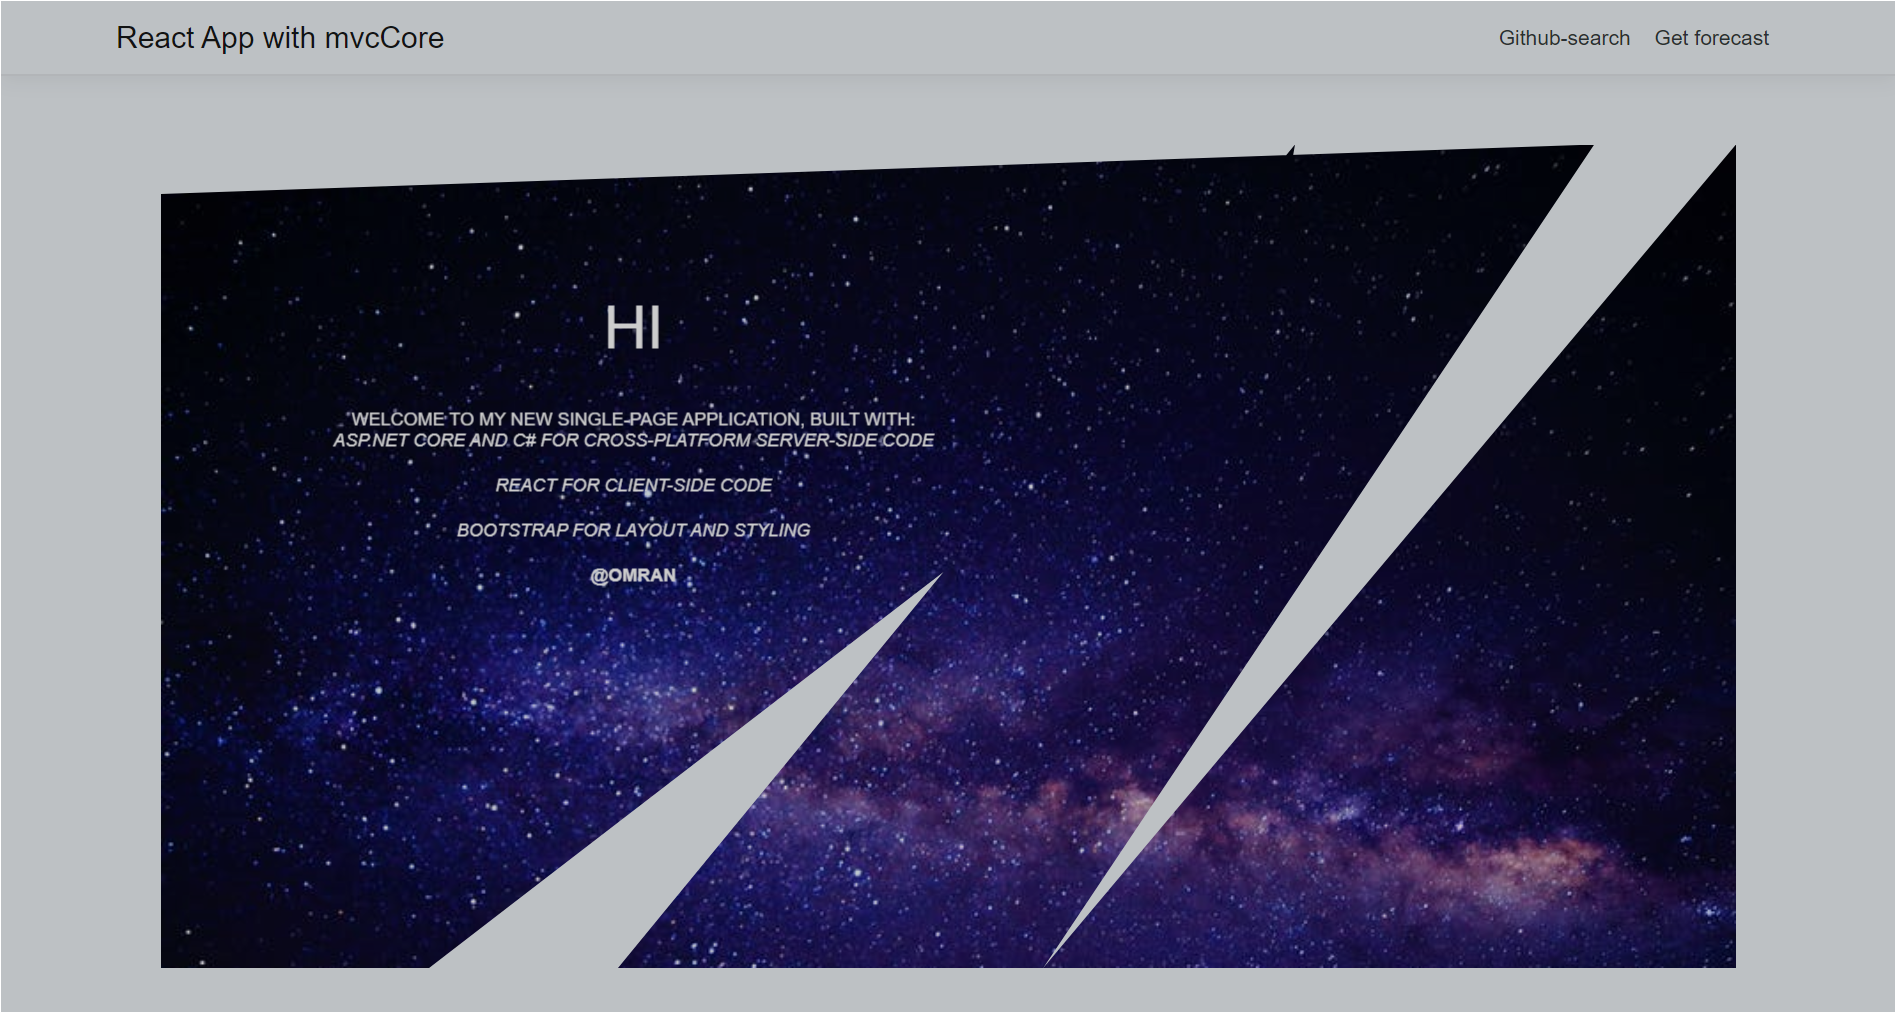 React App with mvcCore
Github-search
Get forecast
HI
WELCOME TO MY NEW SINGLE-PAGE APPLICATION, BUILT WITH:
ASP.NET CORE AND C# FOR CROSS-PLATFORM SERVER-SIDE CODE
REACT FOR CLIENT-SIDE CODE
BOOTSTRAP FOR LAYOUT AND STYLING
@OMRAN